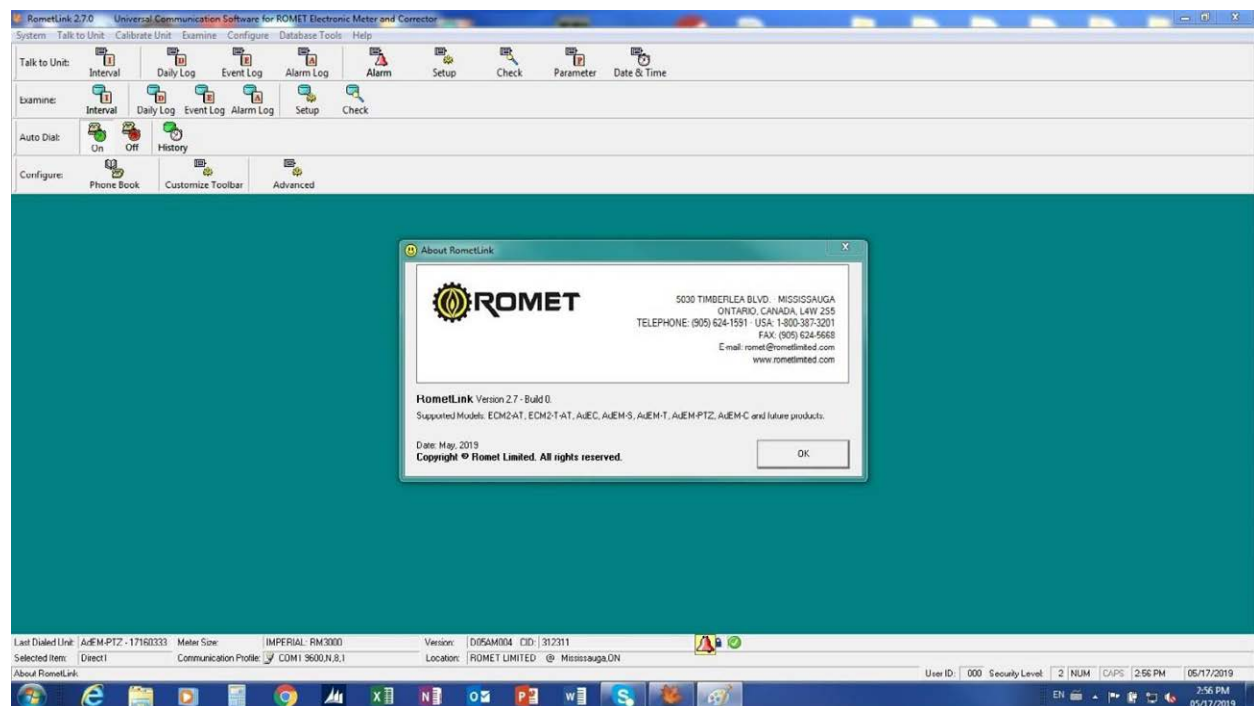 RometLink 2.7.0 Universal Communication Software for ROMET Electronic Meter and Corrector
System Talk to Unit Calibrate Unit Examine Configure Database Tools Help
Talk to Unit: Interval Daily Log Event Log Alarm Log Alarm Setup Check Parameter Date & Time
Examine: Interval Daily Log Event Log Alarm Log Setup Check
Auto Dial: On Off History
Configure: Phone Book Customize Toolbar Advanced
About RometLink
ROMET
5030 TIMBERLEA BLVD. · MISSISSAUGA
ONTARIO, CANADA, L4W 2S5
TELEPHONE: (905) 624-1591 · USA: 1-800-387-3201
FAX: (905) 624-5668
E-mail: romet@rometlimited.com
www.rometlimited.com
RometLink Version 2.7 - Build 0.
Supported Models: ECM2-AT, ECM2-T-AT, AdEC, AdEM-S, AdEM-T, AdEM-PTZ, AdEM-C and future products.
Date: May, 2019
Copyright © Romet Limited. All rights reserved.
OK
Last Dialed Unit: AdEM-PTZ - 17160333 Meter Size: IMPERIAL: RM3000 Version: D05AM004 CID: 312311
Selected Item: Direct1 Communication Profile: COM1 9600,N,8,1 Location: ROMET LIMITED @ Mississauga,ON
About RometLink User ID: 000 Security Level: 2 NUM CAPS 2:56 PM 05/17/2019
EN 2:56 PM
05/17/2019